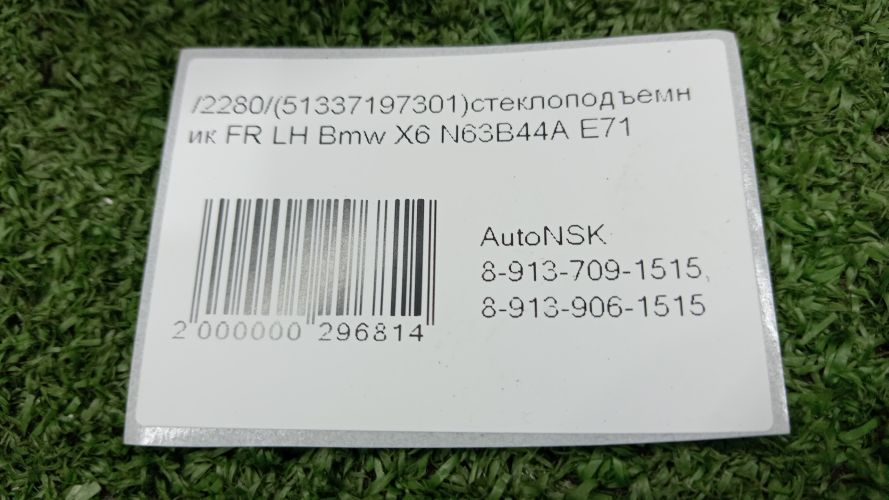 /2280/(51337197301)стеклоподъемн
ик FR LH Bmw X6 N63B44A E71
AutoNSK
8-913-709-1515,
8-913-906-1515
2 000000 296814